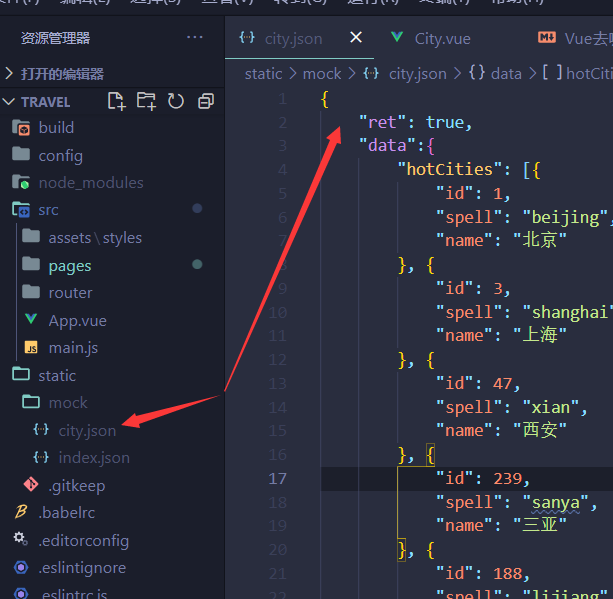 资源管理器 ···
city.json × City.vue Vue去
打开的编辑器
static > mock > city.json > {} data > [ ] hotCiti
TRAVEL
build
config
node_modules
src
assets\styles
pages
router
App.vue
main.js
static
mock
city.json
index.json
.gitkeep
.babelrc
.editorconfig
.eslintignore
.eslintrc.js
1 {
2 "ret": true,
3 "data":{
4 "hotCities": [{
5 "id": 1,
6 "spell": "beijing",
7 "name": "北京"
8 }, {
9 "id": 3,
10 "spell": "shanghai"
11 "name": "上海"
12 }, {
13 "id": 47,
14 "spell": "xian",
15 "name": "西安"
16 }, {
17 "id": 239,
18 "spell": "sanya",
19 "name": "三亚"
20 }, {
21 "id": 188,
22 "spell": "lijiang"